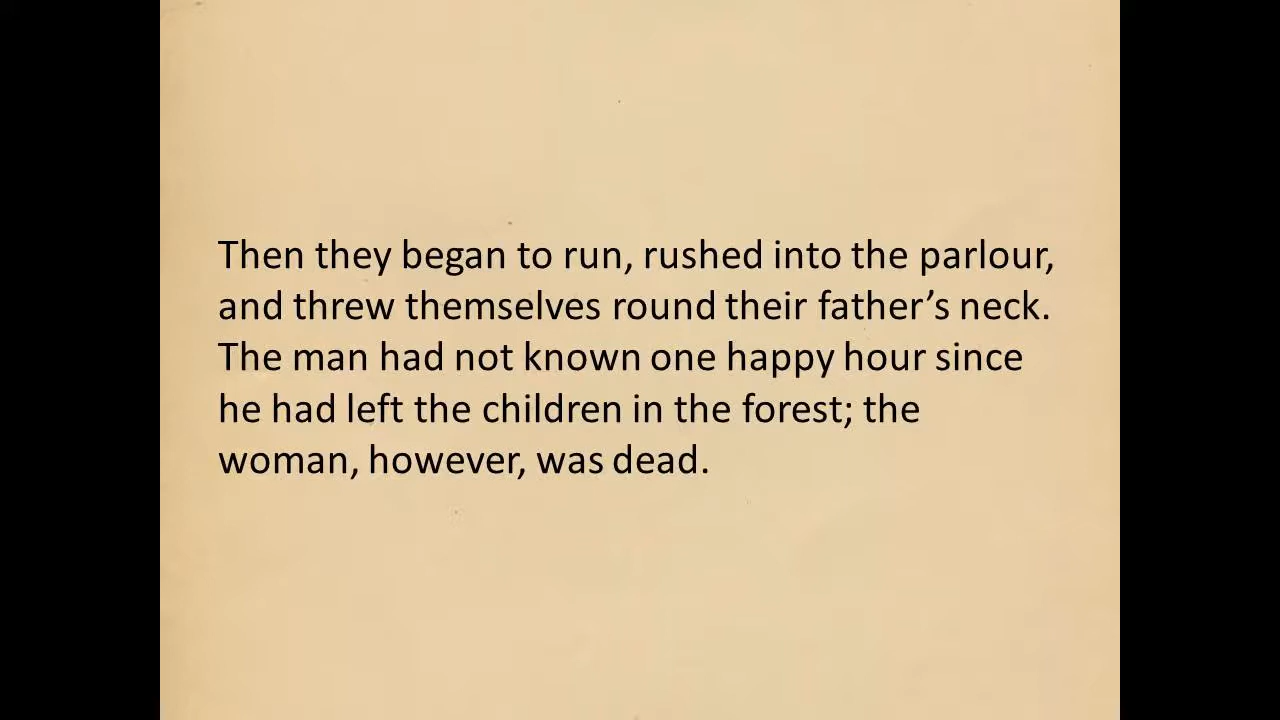 Then they began to run, rushed into the parlour,
and threw themselves round their father’s neck.
The man had not known one happy hour since
he had left the children in the forest; the
woman, however, was dead.